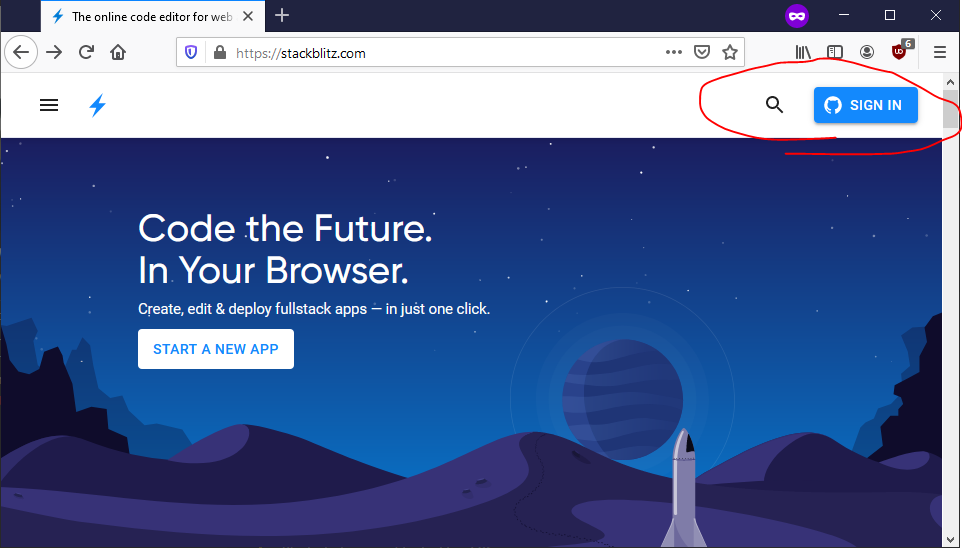 The online code editor for web
6
https://stackblitz.com
SIGN IN
Code the Future.
In Your Browser.
Create, edit & deploy fullstack apps — in just one click.
START A NEW APP